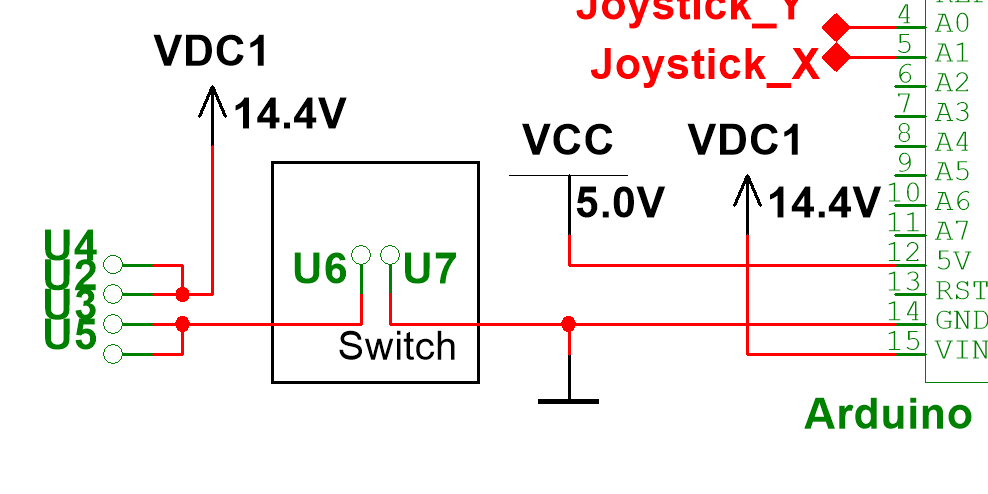 Joystick_Y
4 A0
Joystick_X
5 A1
6 A2
7 A3
8 A4
9 A5
10 A6
11 A7
12 5V
13 RST
14 GND
15 VIN
Arduino
VDC1
14.4V
VCC
5.0V
VDC1
14.4V
U4
U2
U3
U5
U6
U7
Switch